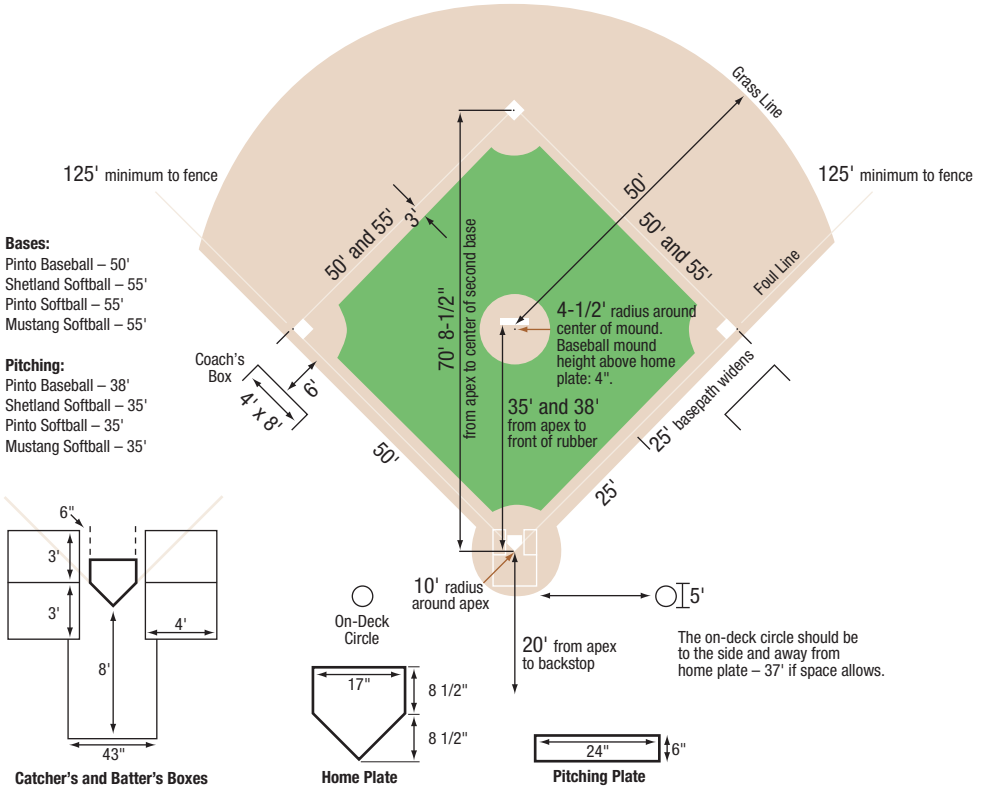 Grass Line
125' minimum to fence
125' minimum to fence
50'
3'
50' and 55'
50' and 55'
Foul Line
Bases:
Pinto Baseball – 50'
Shetland Softball – 55'
Pinto Softball – 55'
Mustang Softball – 55'
70' 8-1/2"
from apex to center of second base
4-1/2' radius around
center of mound.
Baseball mound
height above home
plate: 4".
Coach's
Box
4' X 8'
6'
Pitching:
Pinto Baseball – 38'
Shetland Softball – 35'
Pinto Softball – 35'
Mustang Softball – 35'
35' and 38'
from apex to
front of rubber
25' basepath widens
50'
25'
6"
3'
3'
4'
8'
43"
Catcher's and Batter's Boxes
10' radius
around apex
On-Deck
Circle
5'
20' from apex
to backstop
The on-deck circle should be
to the side and away from
home plate – 37' if space allows.
17"
8 1/2"
8 1/2"
Home Plate
24"
6"
Pitching Plate